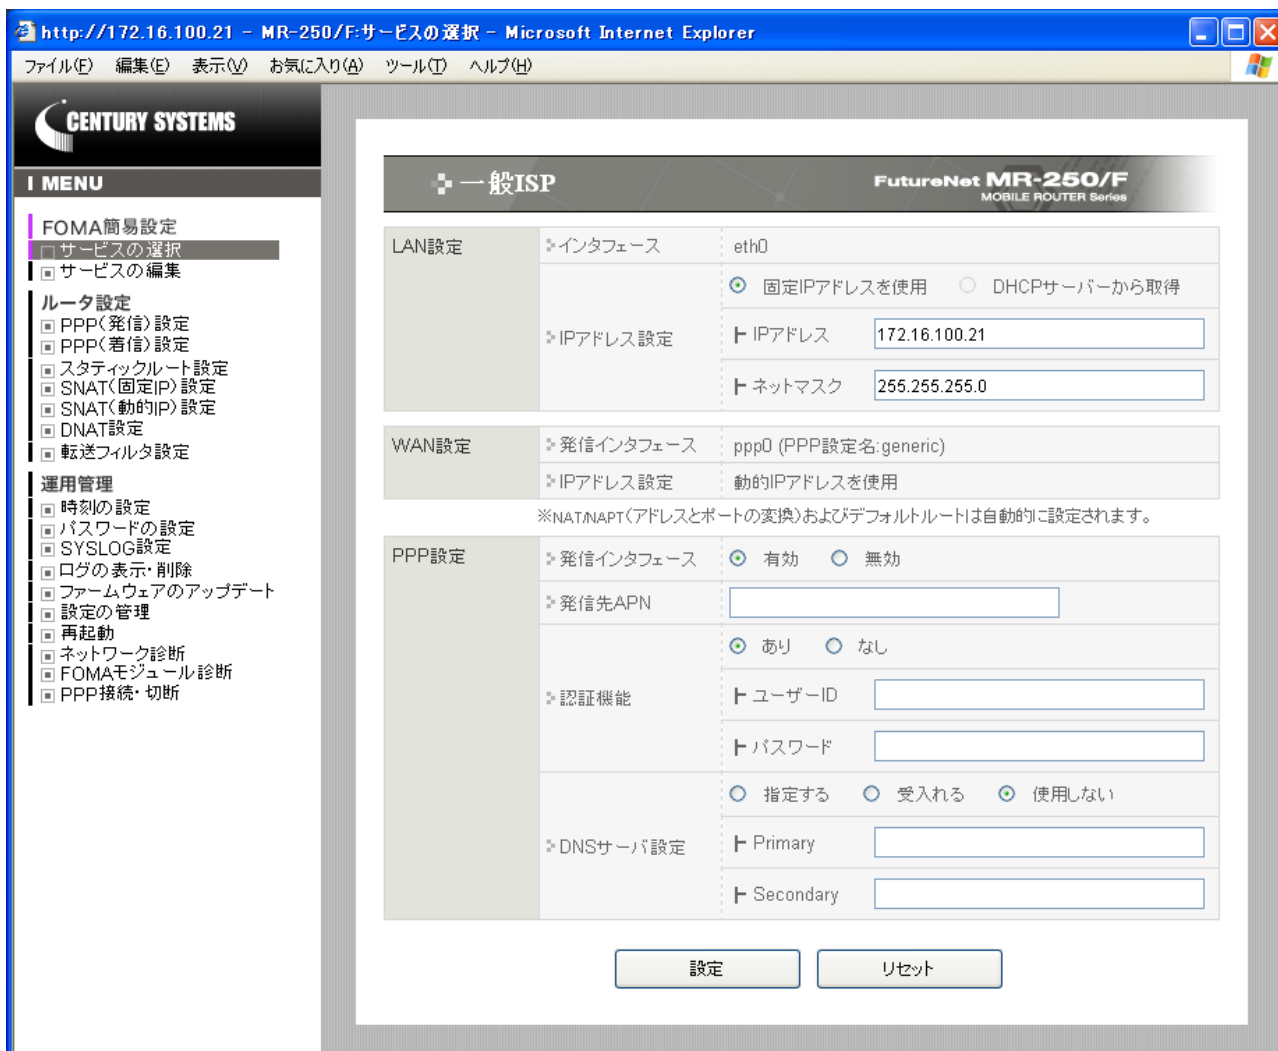 http://172.16.100.21 - MR-250/F:サービスの選択 - Microsoft Internet Explorer
ファイル(F) 編集(E) 表示(V) お気に入り(A) ツール(T) ヘルプ(H)
CENTURY SYSTEMS
MENU
FOMA簡易設定
サービスの選択
サービスの編集
ルータ設定
PPP(発信)設定
PPP(着信)設定
スタティックルート設定
SNAT(固定IP)設定
SNAT(動的IP)設定
DNAT設定
転送フィルタ設定
運用管理
時刻の設定
パスワードの設定
SYSLOG設定
ログの表示・削除
ファームウェアのアップデート
設定の管理
再起動
ネットワーク診断
FOMAモジュール診断
PPP接続・切断
一般ISP
FutureNet MR-250/F
MOBILE ROUTER Series
LAN設定 インタフェース eth0
固定IPアドレスを使用 DHCPサーバーから取得
IPアドレス設定 IPアドレス 172.16.100.21
ネットマスク 255.255.255.0
WAN設定 発信インタフェース ppp0 (PPP設定名:generic)
IPアドレス設定 動的IPアドレスを使用
※NAT/NAPT(アドレスとポートの変換)およびデフォルトルートは自動的に設定されます。
PPP設定 発信インタフェース 有効 無効
発信先APN
あり なし
認証機能 ユーザーID
パスワード
指定する 受入れる 使用しない
DNSサーバ設定 Primary
Secondary
設定 リセット